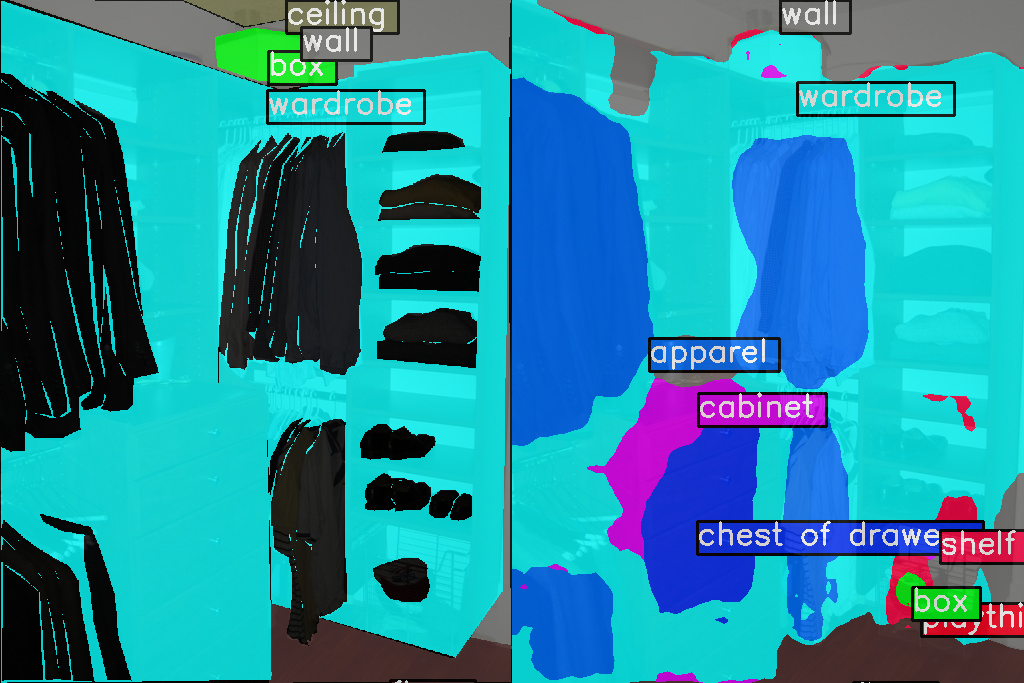 ceiling
wall
box
wardrobe
wall
wardrobe
apparel
cabinet
chest of drawe
shelf
box
playthi